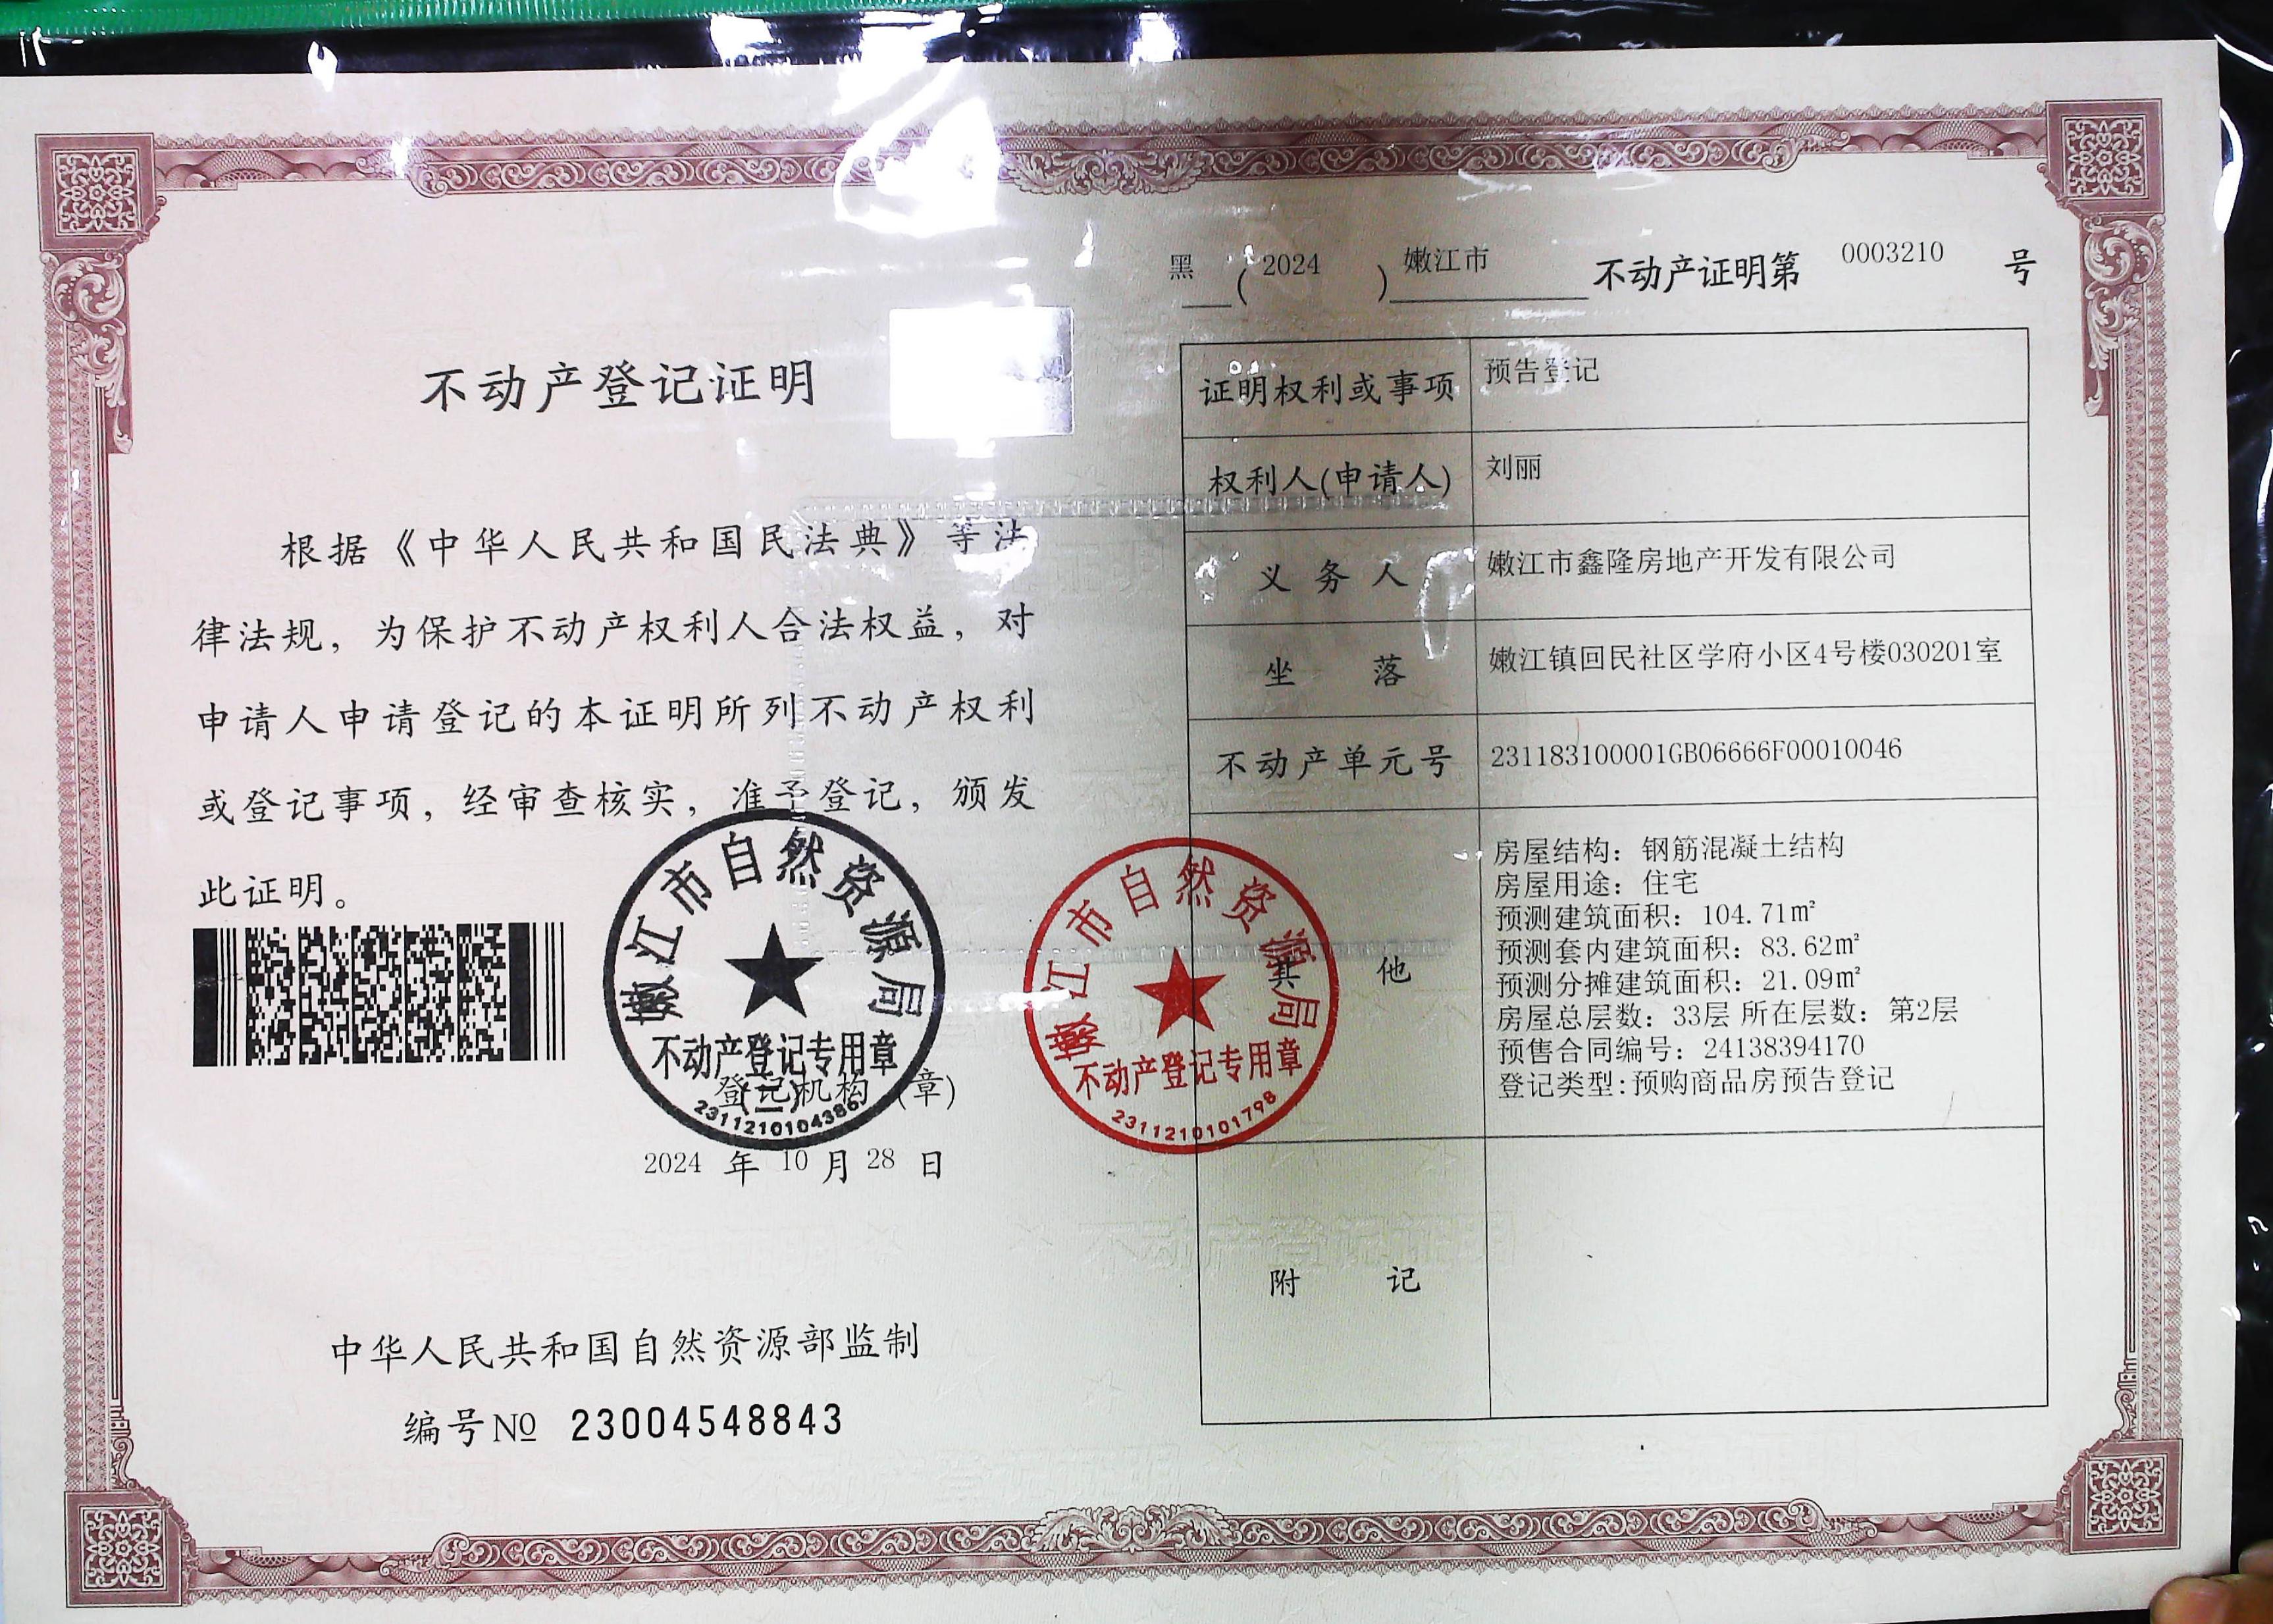 不动产登记证明
根据《中华人民共和国民法典》等法
律法规，为保护不动产权利人合法权益，对
申请人申请登记的本证明所列不动产权利
或登记事项，经审查核实，准予登记，颁发
此证明。
嫩江市自然资源局
不动产登记专用章
(二)
2311210104386
登记机构（章）
2024 年 10 月 28 日
中华人民共和国自然资源部监制
编号№ 23004548843
嫩江市自然资源局
不动产登记专用章
2311210101798
黑（2024）嫩江市 不动产证明第 0003210 号
证明权利或事项 预告登记
权利人(申请人) 刘丽
义务人 嫩江市鑫隆房地产开发有限公司
坐落 嫩江镇回民社区学府小区4号楼030201室
不动产单元号 231183100001GB06666F00010046
其他
房屋结构：钢筋混凝土结构
房屋用途：住宅
预测建筑面积：104.71㎡
预测套内建筑面积：83.62㎡
预测分摊建筑面积：21.09㎡
房屋总层数：33层 所在层数：第2层
预售合同编号：24138394170
登记类型:预购商品房预告登记
附记